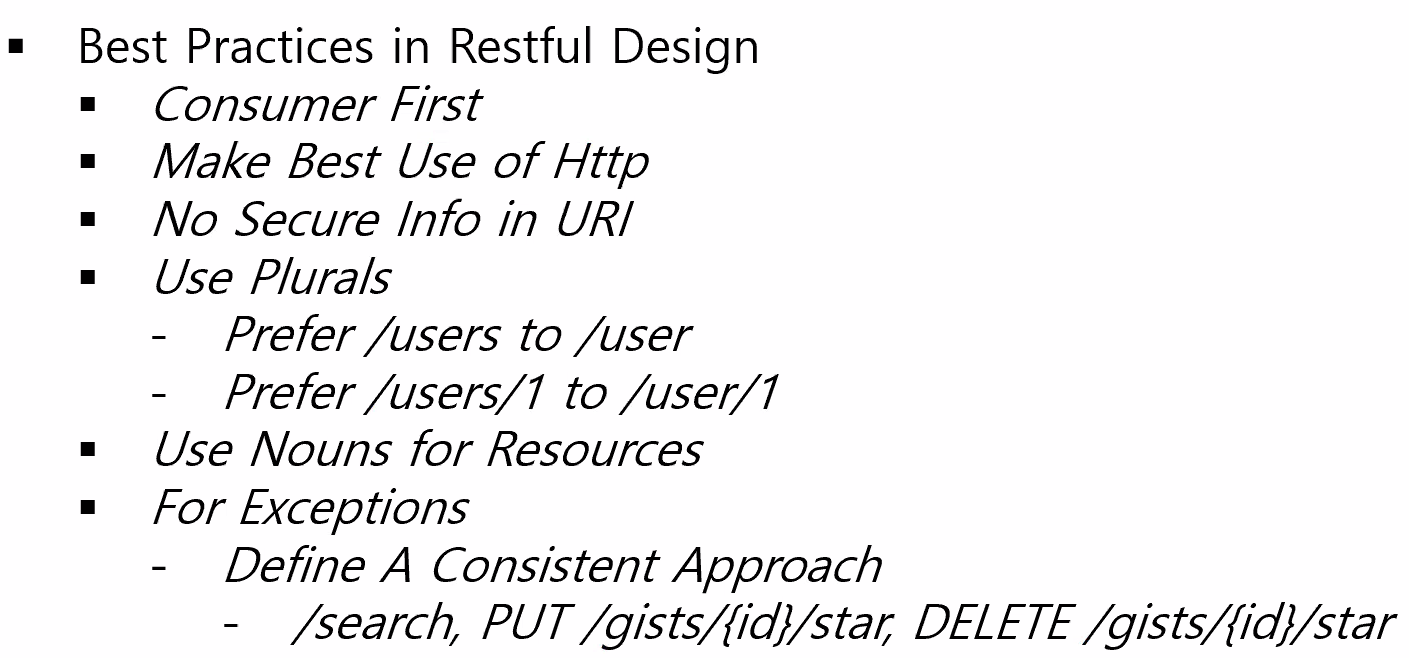 ▪ Best Practices in Restful Design
▪ Consumer First
▪ Make Best Use of Http
▪ No Secure Info in URI
▪ Use Plurals
- Prefer /users to /user
- Prefer /users/1 to /user/1
▪ Use Nouns for Resources
▪ For Exceptions
- Define A Consistent Approach
- /search, PUT /gists/{id}/star, DELETE /gists/{id}/star